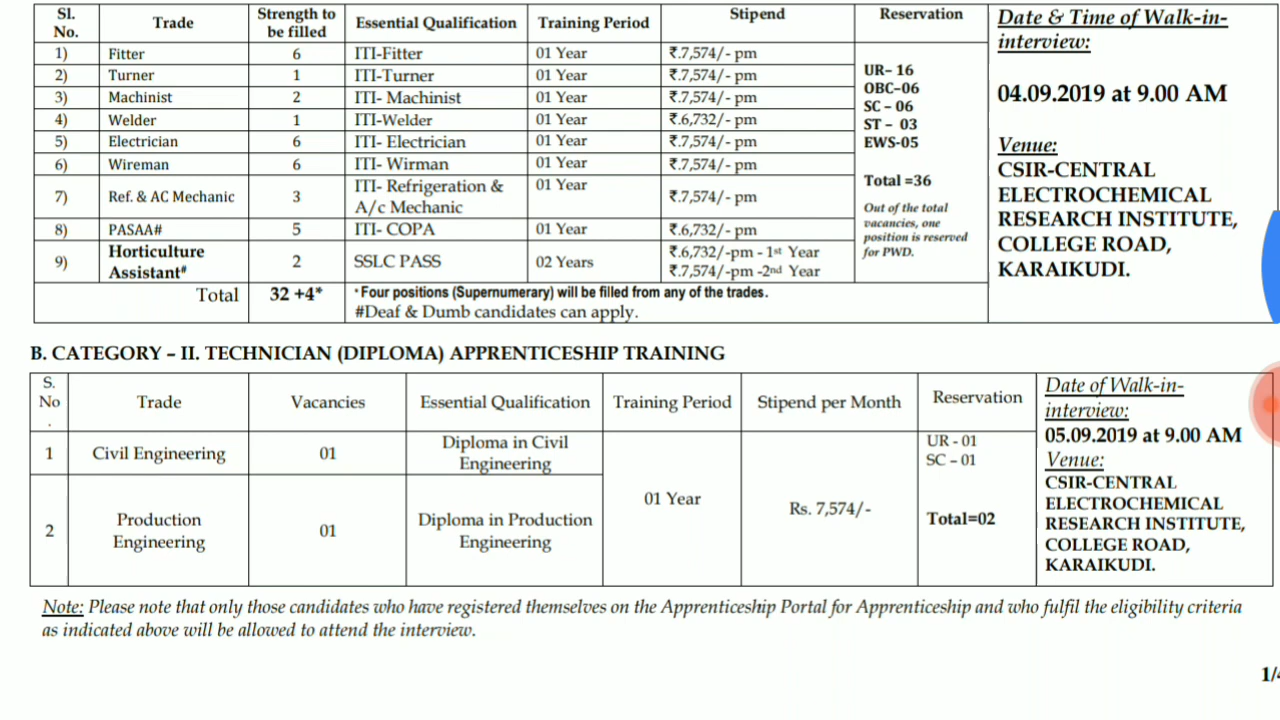 Sl. No. Trade Strength to be filled Essential Qualification Training Period Stipend Reservation Date & Time of Walk-in-interview:
1) Fitter 6 ITI-Fitter 01 Year ₹.7,574/- pm
2) Turner 1 ITI-Turner 01 Year ₹.7,574/- pm
3) Machinist 2 ITI- Machinist 01 Year ₹.7,574/- pm
4) Welder 1 ITI-Welder 01 Year ₹.6,732/- pm
5) Electrician 6 ITI- Electrician 01 Year ₹.7,574/- pm
6) Wireman 6 ITI- Wirman 01 Year ₹.7,574/- pm
7) Ref. & AC Mechanic 3 ITI- Refrigeration & A/c Mechanic 01 Year ₹.7,574/- pm
8) PASAA# 5 ITI- COPA 01 Year ₹.6,732/- pm
9) Horticulture Assistant# 2 SSLC PASS 02 Years ₹.6,732/-pm - 1st Year
₹.7,574/-pm -2nd Year
UR– 16
OBC–06
SC – 06
ST – 03
EWS-05
Total =36
Out of the total
vacancies, one
position is reserved
for PWD.
04.09.2019 at 9.00 AM
Venue:
CSIR-CENTRAL
ELECTROCHEMICAL
RESEARCH INSTITUTE,
COLLEGE ROAD,
KARAIKUDI.
Total 32 +4* *Four positions (Supernumerary) will be filled from any of the trades.
#Deaf & Dumb candidates can apply.
B. CATEGORY – II. TECHNICIAN (DIPLOMA) APPRENTICESHIP TRAINING
S. No . Trade Vacancies Essential Qualification Training Period Stipend per Month Reservation
1 Civil Engineering 01 Diploma in Civil Engineering
2 Production Engineering 01 Diploma in Production Engineering
01 Year Rs. 7,574/-
UR - 01
SC – 01
Total=02
Date of Walk-in-
interview:
05.09.2019 at 9.00 AM
Venue:
CSIR-CENTRAL
ELECTROCHEMICAL
RESEARCH INSTITUTE,
COLLEGE ROAD,
KARAIKUDI.
Note: Please note that only those candidates who have registered themselves on the Apprenticeship Portal for Apprenticeship and who fulfil the eligibility criteria
as indicated above will be allowed to attend the interview.
1/4